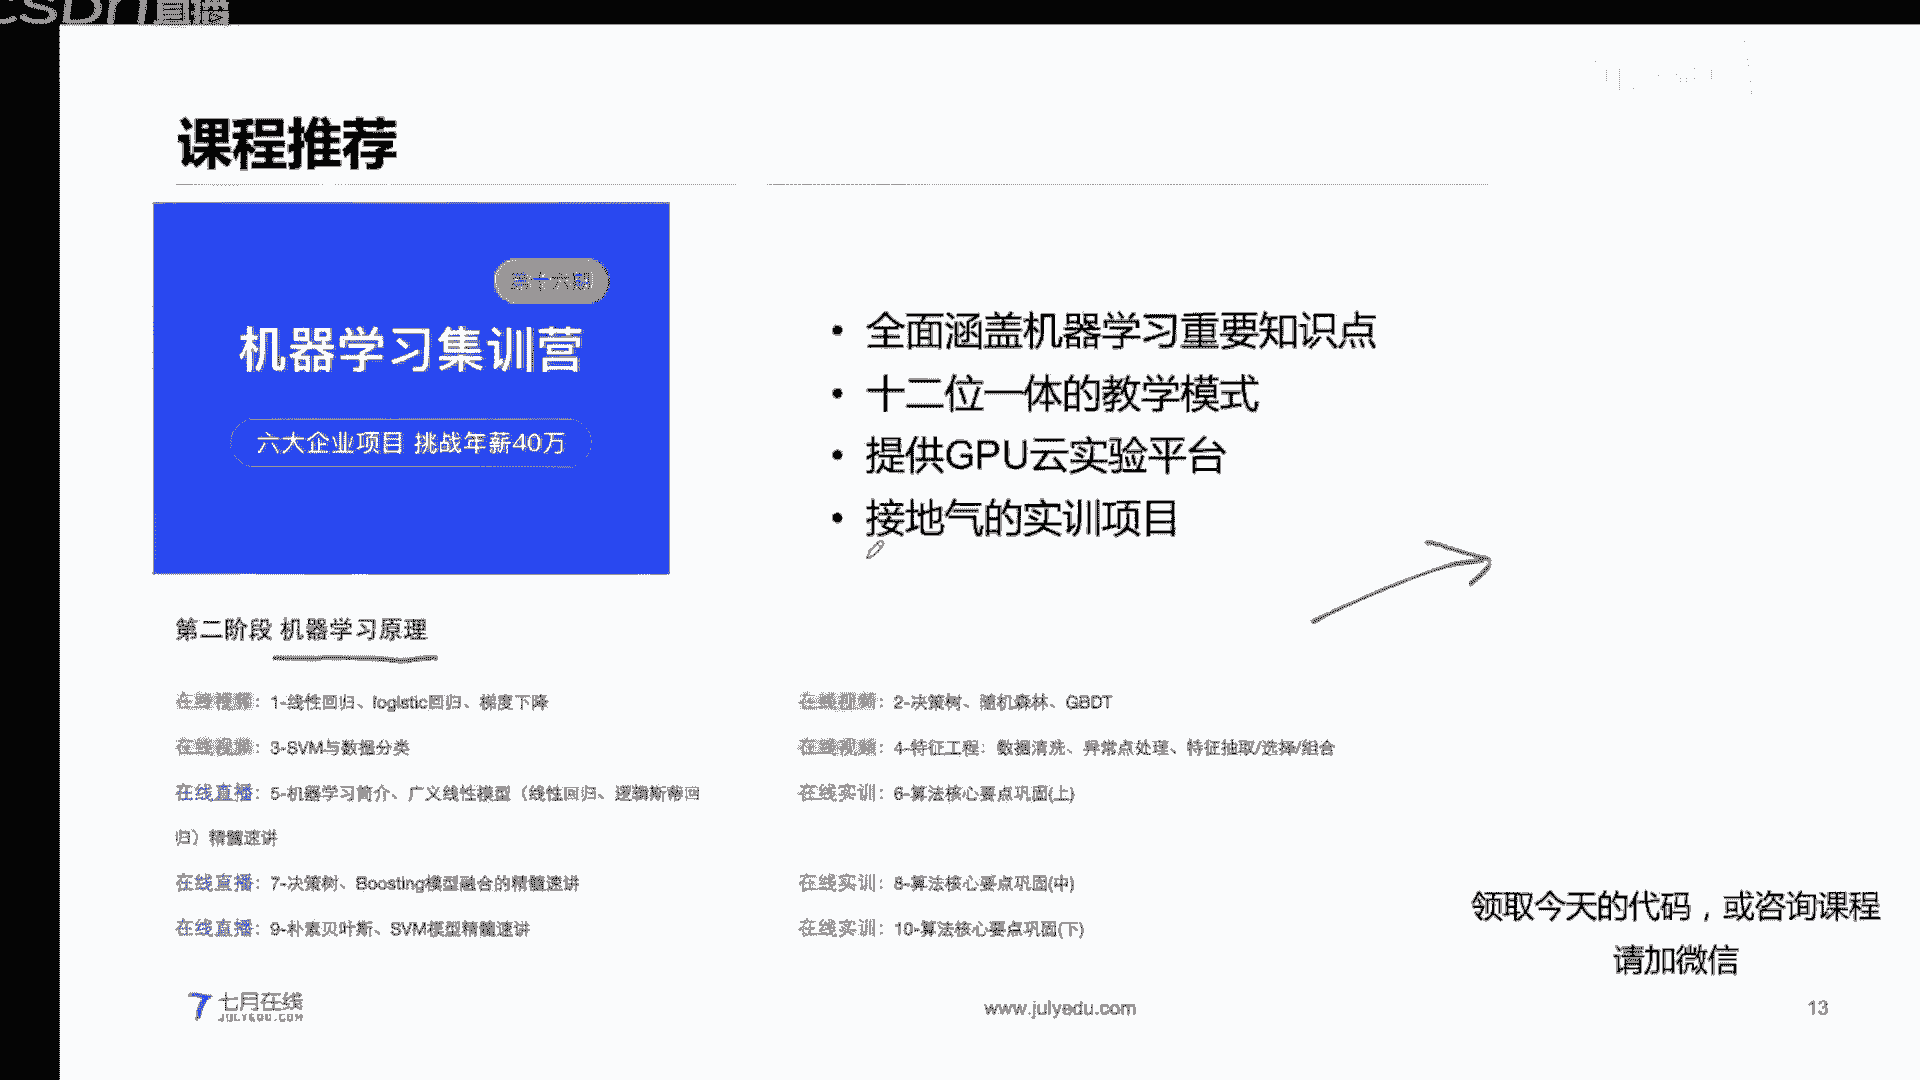 CSDN直播
课程推荐
第十六期
机器学习集训营
六大企业项目 挑战年薪40万
• 全面涵盖机器学习重要知识点
• 十二位一体的教学模式
• 提供GPU云实验平台
• 接地气的实训项目
第二阶段 机器学习原理
在线视频：1-线性回归、logistic回归、梯度下降
在线视频：2-决策树、随机森林、GBDT
在线视频：3-SVM与数据分类
在线视频：4-特征工程：数据清洗、异常点处理、特征抽取/选择/组合
在线直播：5-机器学习简介、广义线性模型（线性回归、逻辑斯蒂回
归）精髓速讲
在线实训：6-算法核心要点巩固(上)
在线直播：7-决策树、Boosting模型融合的精髓速讲
在线实训：8-算法核心要点巩固(中)
在线直播：9-朴素贝叶斯、SVM模型精髓速讲
在线实训：10-算法核心要点巩固(下)
领取今天的代码，或咨询课程
请加微信
七月在线
JULYEDU.COM
www.julyedu.com
13